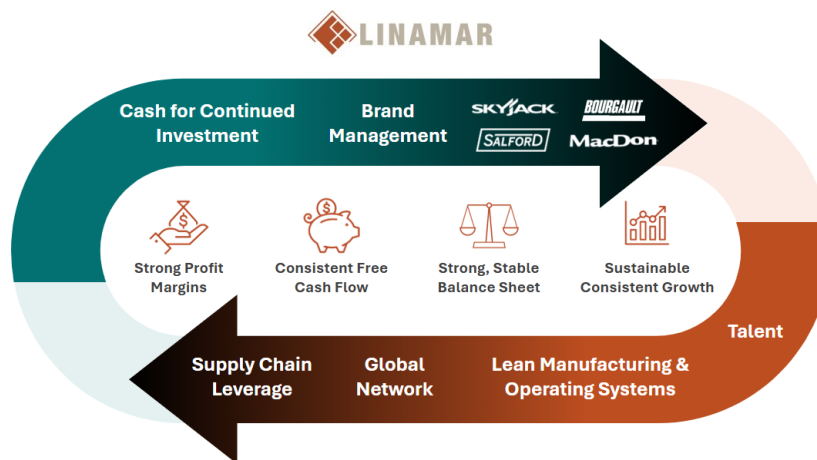 LINAMAR
Cash for Continued
Investment
Brand
Management
SKYJACK
BOURGAULT
SALFORD
MacDon
$
$
Strong Profit
Margins
Consistent Free
Cash Flow
Strong, Stable
Balance Sheet
Sustainable
Consistent Growth
Talent
Supply Chain
Leverage
Global
Network
Lean Manufacturing &
Operating Systems